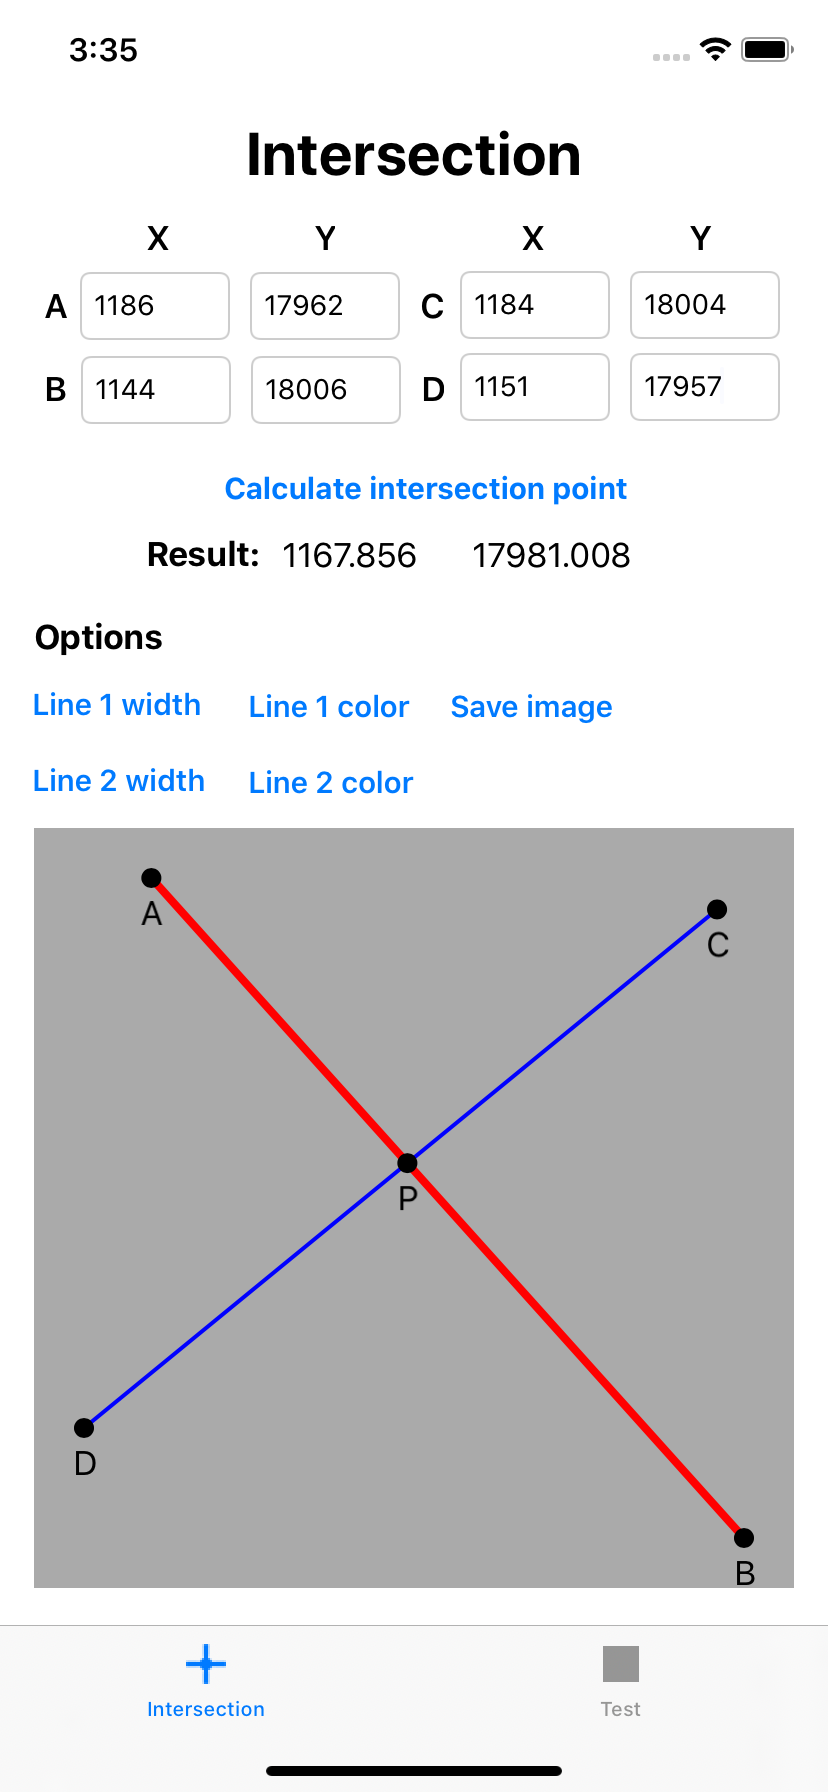 3:35
Intersection
X Y X Y
A 1186 17962 C 1184 18004
B 1144 18006 D 1151 17957
Calculate intersection point
Result: 1167.856 17981.008
Options
Line 1 width Line 1 color Save image
Line 2 width Line 2 color
A
C
P
D
B
Intersection Test